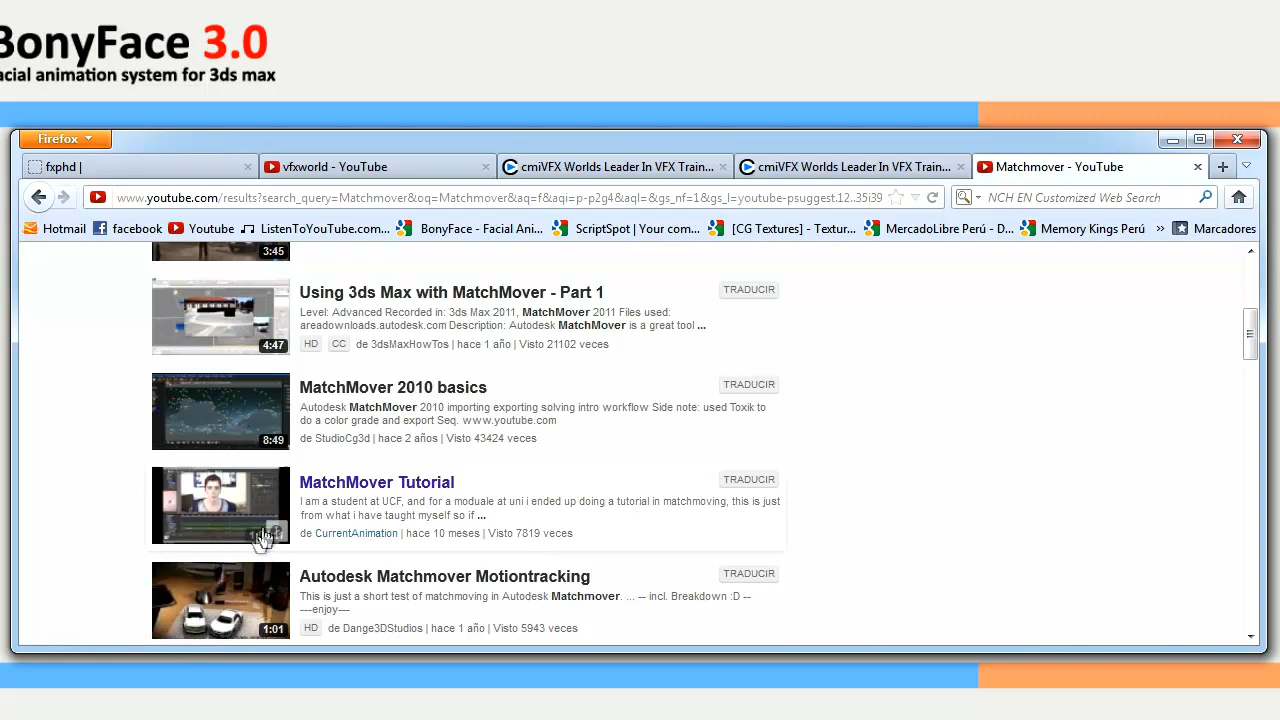 BonyFace 3.0
acial animation system for 3ds max
Firefox
fxphd |
vfxworld - YouTube
cmiVFX Worlds Leader In VFX Train...
cmiVFX Worlds Leader In VFX Train...
Matchmover - YouTube
www.youtube.com/results?search_query=Matchmover&oq=Matchmover&aq=f&aqi=p-p2g4&aql=&gs_nf=1&gs_l=youtube-psuggest.12..35i39
NCH EN Customized Web Search
Hotmail
facebook
Youtube
ListenToYouTube.com...
BonyFace - Facial Ani...
ScriptSpot | Your com...
[CG Textures] - Textur...
MercadoLibre Perú - D...
Memory Kings Perú
»
Marcadores
3:45
Using 3ds Max with MatchMover - Part 1
TRADUCIR
Level: Advanced Recorded in: 3ds Max 2011, MatchMover 2011 Files used:
areadownloads.autodesk.com Description: Autodesk MatchMover is a great tool ...
HD CC de 3dsMaxHowTos | hace 1 año | Visto 21102 veces
4:47
MatchMover 2010 basics
TRADUCIR
Autodesk MatchMover 2010 importing exporting solving intro workflow Side note: used Toxik to
do a color grade and export Seq. www.youtube.com
de StudioCg3d | hace 2 años | Visto 43424 veces
8:49
MatchMover Tutorial
TRADUCIR
I am a student at UCF, and for a moduale at uni i ended up doing a tutorial in matchmoving, this is just
from what i have taught myself so if ...
de CurrentAnimation | hace 10 meses | Visto 7819 veces
Autodesk Matchmover Motiontracking
TRADUCIR
This is just a short test of matchmoving in Autodesk Matchmover. ... -- incl. Breakdown :D --
---enjoy---
HD de Dange3DStudios | hace 1 año | Visto 5943 veces
1:01